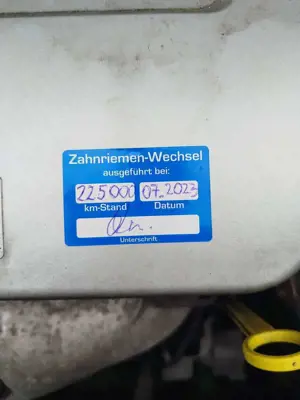 Zahnriemen-Wechsel
ausgeführt bei:
225000 07.2023
km-Stand Datum
Unterschrift